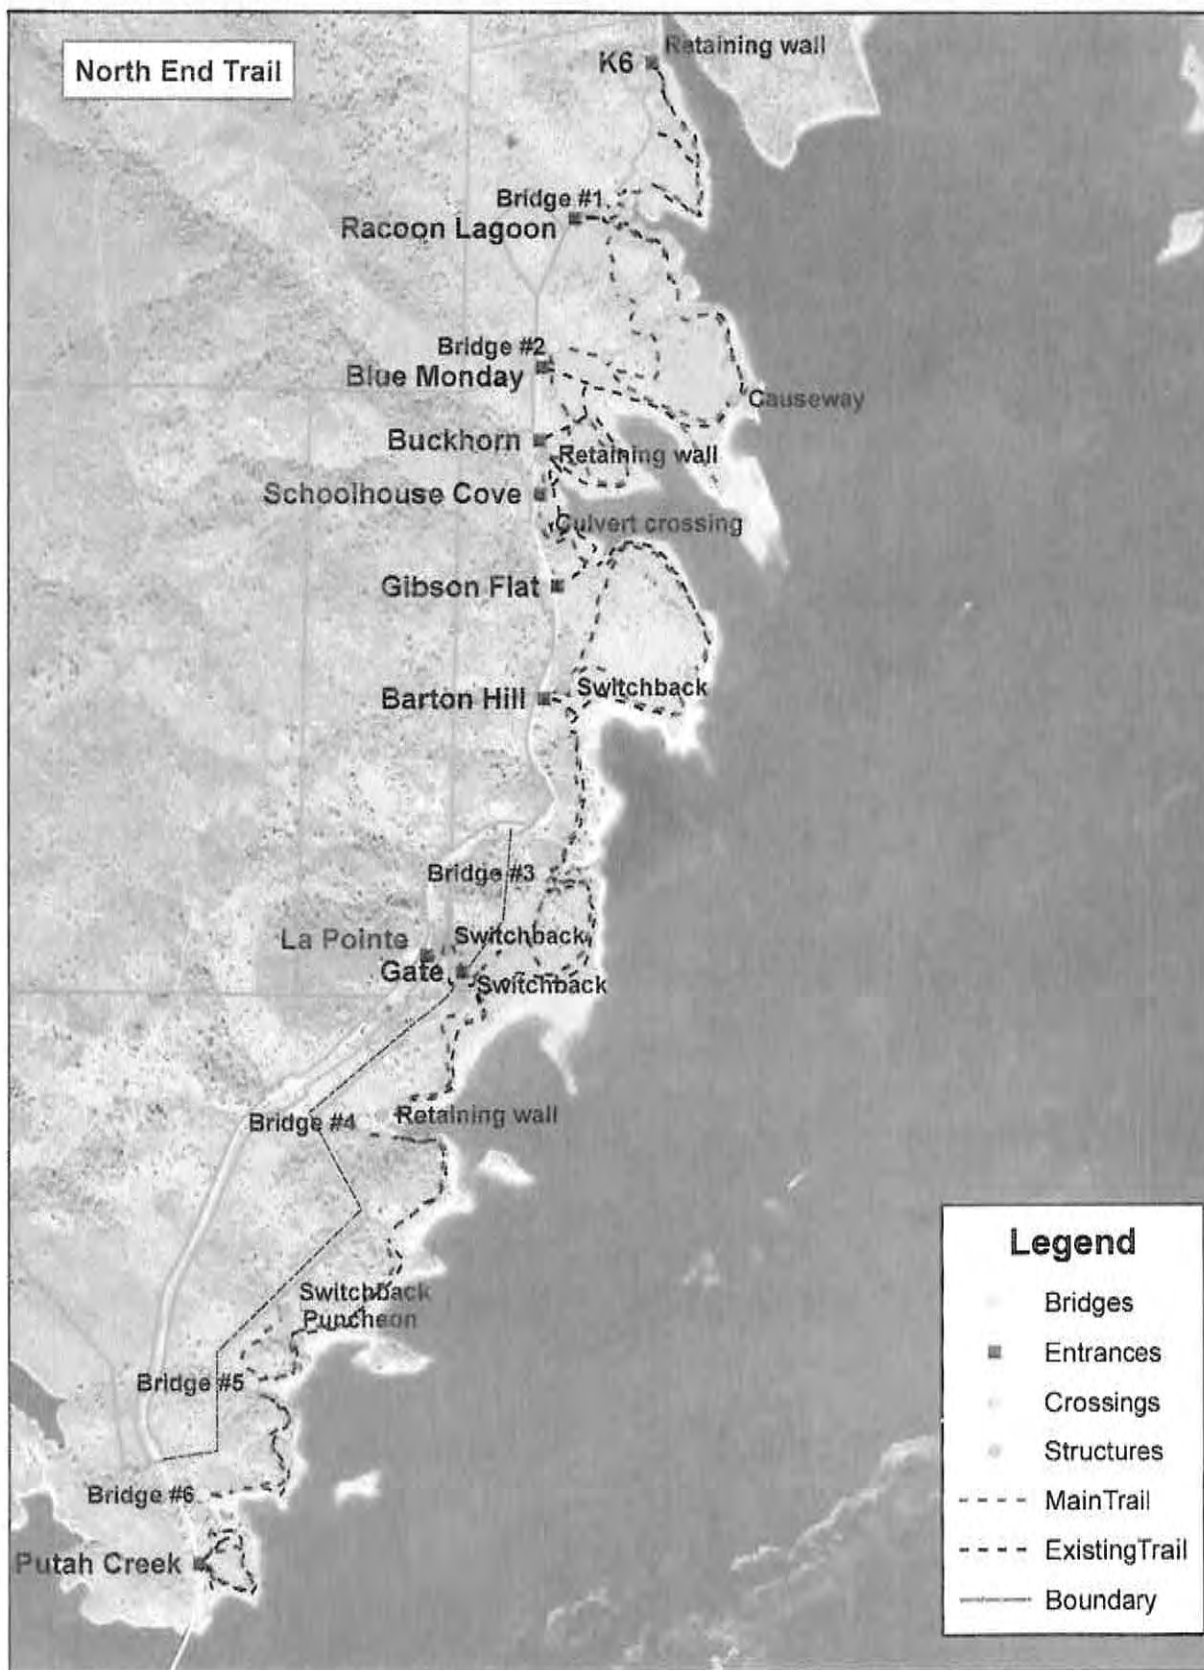 North End Trail
Retaining wall
K6
Bridge #1
Racoon Lagoon
Bridge #2
Blue Monday
Causeway
Buckhorn
Retaining wall
Schoolhouse Cove
Culvert crossing
Gibson Flat
Switchback
Barton Hill
Bridge #3
Switchback
La Pointe
Gate
Switchback
Retaining wall
Bridge #4
Switchback
Puncheon
Bridge #5
Bridge #6
Putah Creek
Legend
Bridges
Entrances
Crossings
Structures
MainTrail
ExistingTrail
Boundary